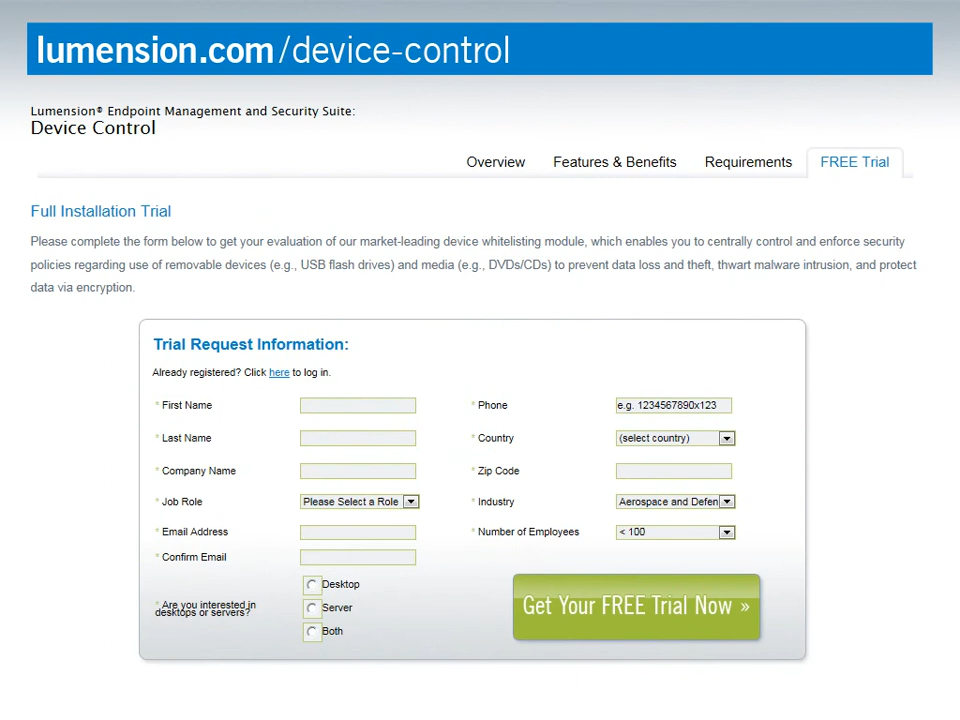 lumension.com/device-control
Lumension® Endpoint Management and Security Suite:
Device Control
Overview Features & Benefits Requirements FREE Trial
Full Installation Trial
Please complete the form below to get your evaluation of our market-leading device whitelisting module, which enables you to centrally control and enforce security
policies regarding use of removable devices (e.g., USB flash drives) and media (e.g., DVDs/CDs) to prevent data loss and theft, thwart malware intrusion, and protect
data via encryption.
Trial Request Information:
Already registered? Click here to log in.
* First Name * Phone e.g. 1234567890x123
* Last Name * Country (select country)
* Company Name * Zip Code
* Job Role Please Select a Role * Industry Aerospace and Defen
* Email Address * Number of Employees < 100
* Confirm Email
Desktop
* Are you interested in
desktops or servers?
Server
Both
Get Your FREE Trial Now »